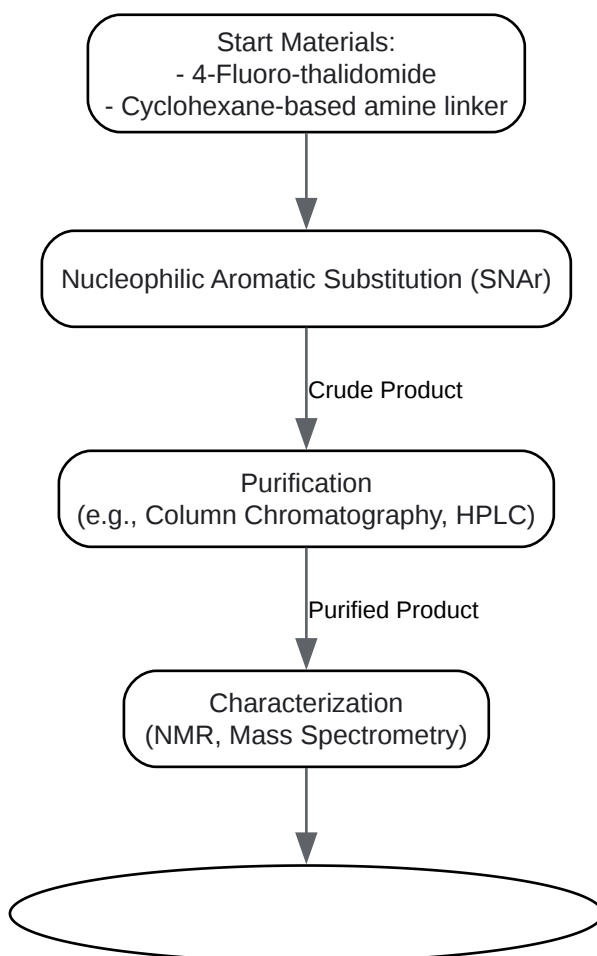 Start Materials:
- 4-Fluoro-thalidomide
- Cyclohexane-based amine linker
Nucleophilic Aromatic Substitution (SNAr)
Crude Product
Purification
(e.g., Column Chromatography, HPLC)
Purified Product
Characterization
(NMR, Mass Spectrometry)